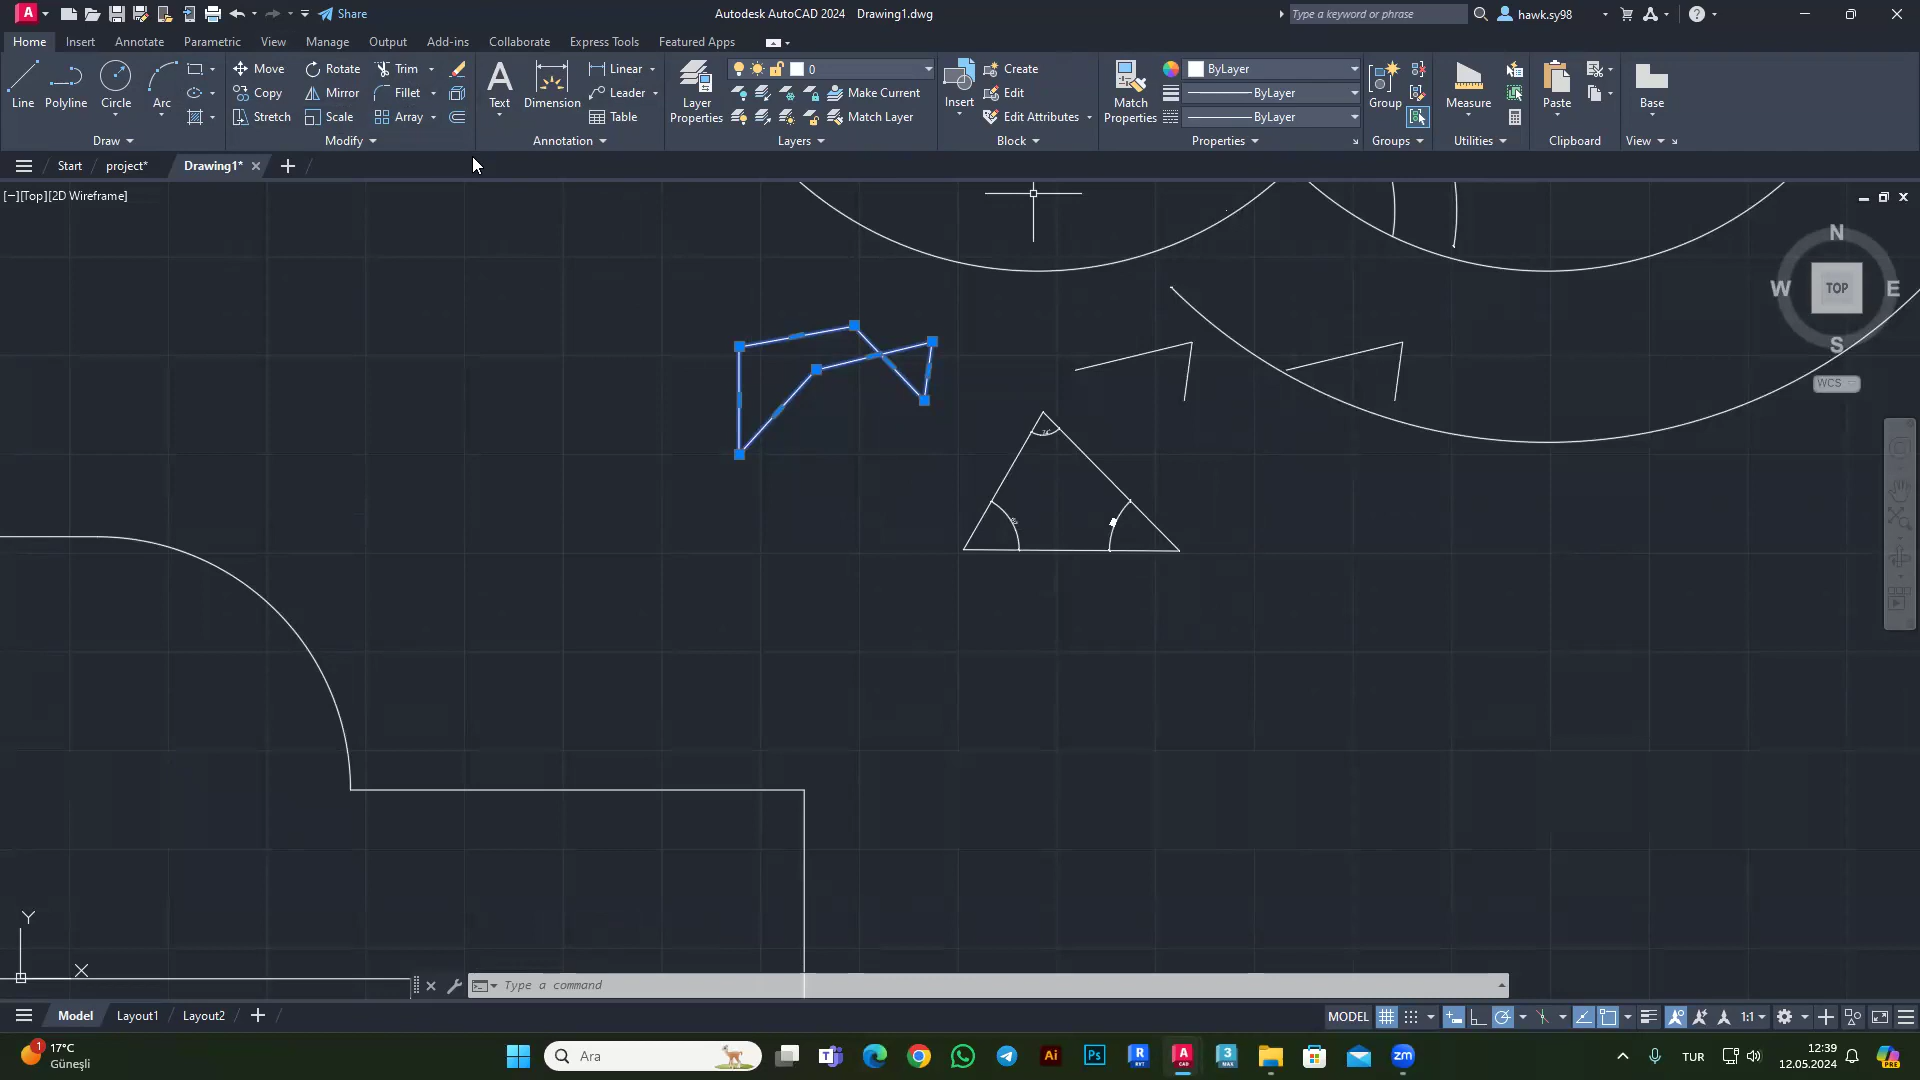 Share
Autodesk AutoCAD 2024 Drawing1.dwg
Type a keyword or phrase
hawk.sy98
Home Insert Annotate Parametric View Manage Output Add-ins Collaborate Express Tools Featured Apps
Line Polyline Circle Arc
Move Rotate Trim
Copy Mirror Fillet
Stretch Scale Array
Text Dimension
Linear
Leader
Table
Layer Properties
0
Make Current
Match Layer
Insert
Create
Edit
Edit Attributes
Match Properties
ByLayer
ByLayer
ByLayer
Group Measure Paste Base
Draw Modify Annotation Layers Block Properties Groups Utilities Clipboard View
Start project* Drawing1*
[−][Top][2D Wireframe]
N
W TOP E
S
WCS
Y
X
Type a command
Model Layout1 Layout2
MODEL 1:1
1 17°C
Güneşli
Ara
TUR
12:39
12.05.2024